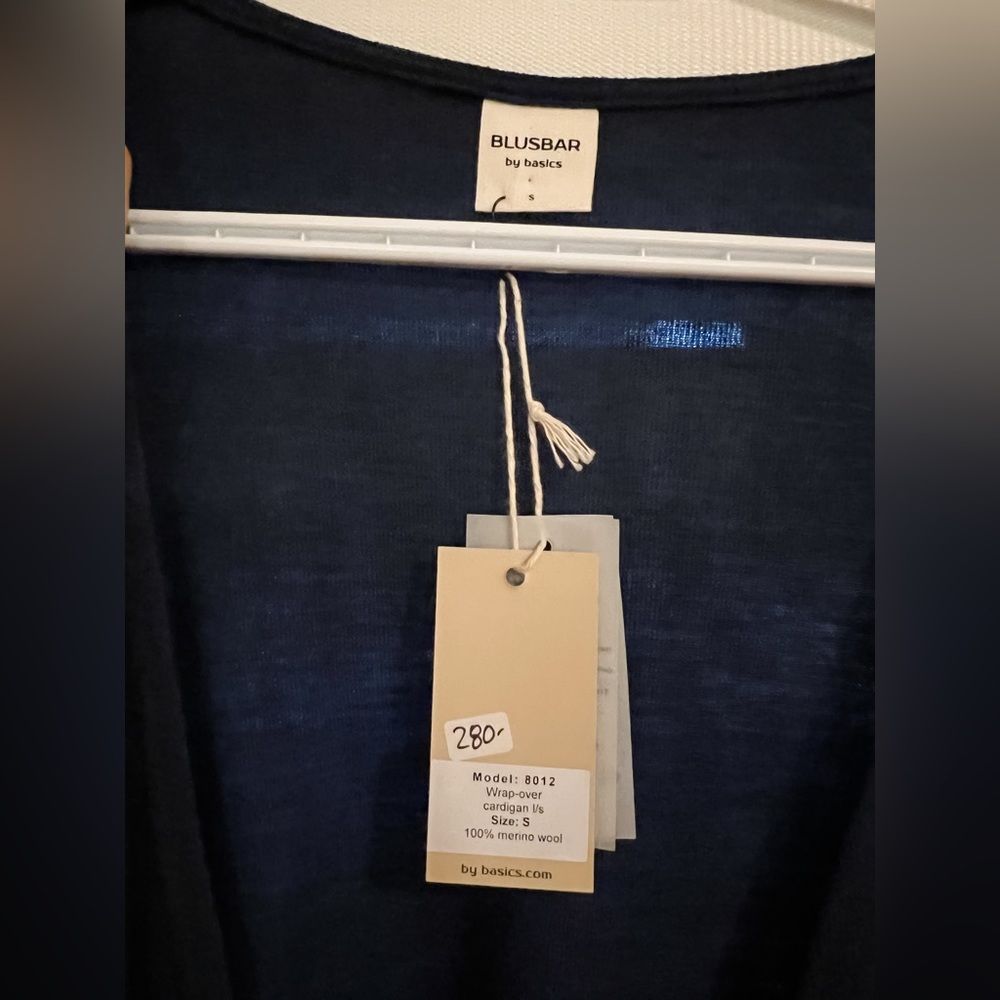 BLUSBAR
by basics
S
280,-
Model: 8012
Wrap-over
cardigan l/s
Size: S
100% merino wool
by basics.com